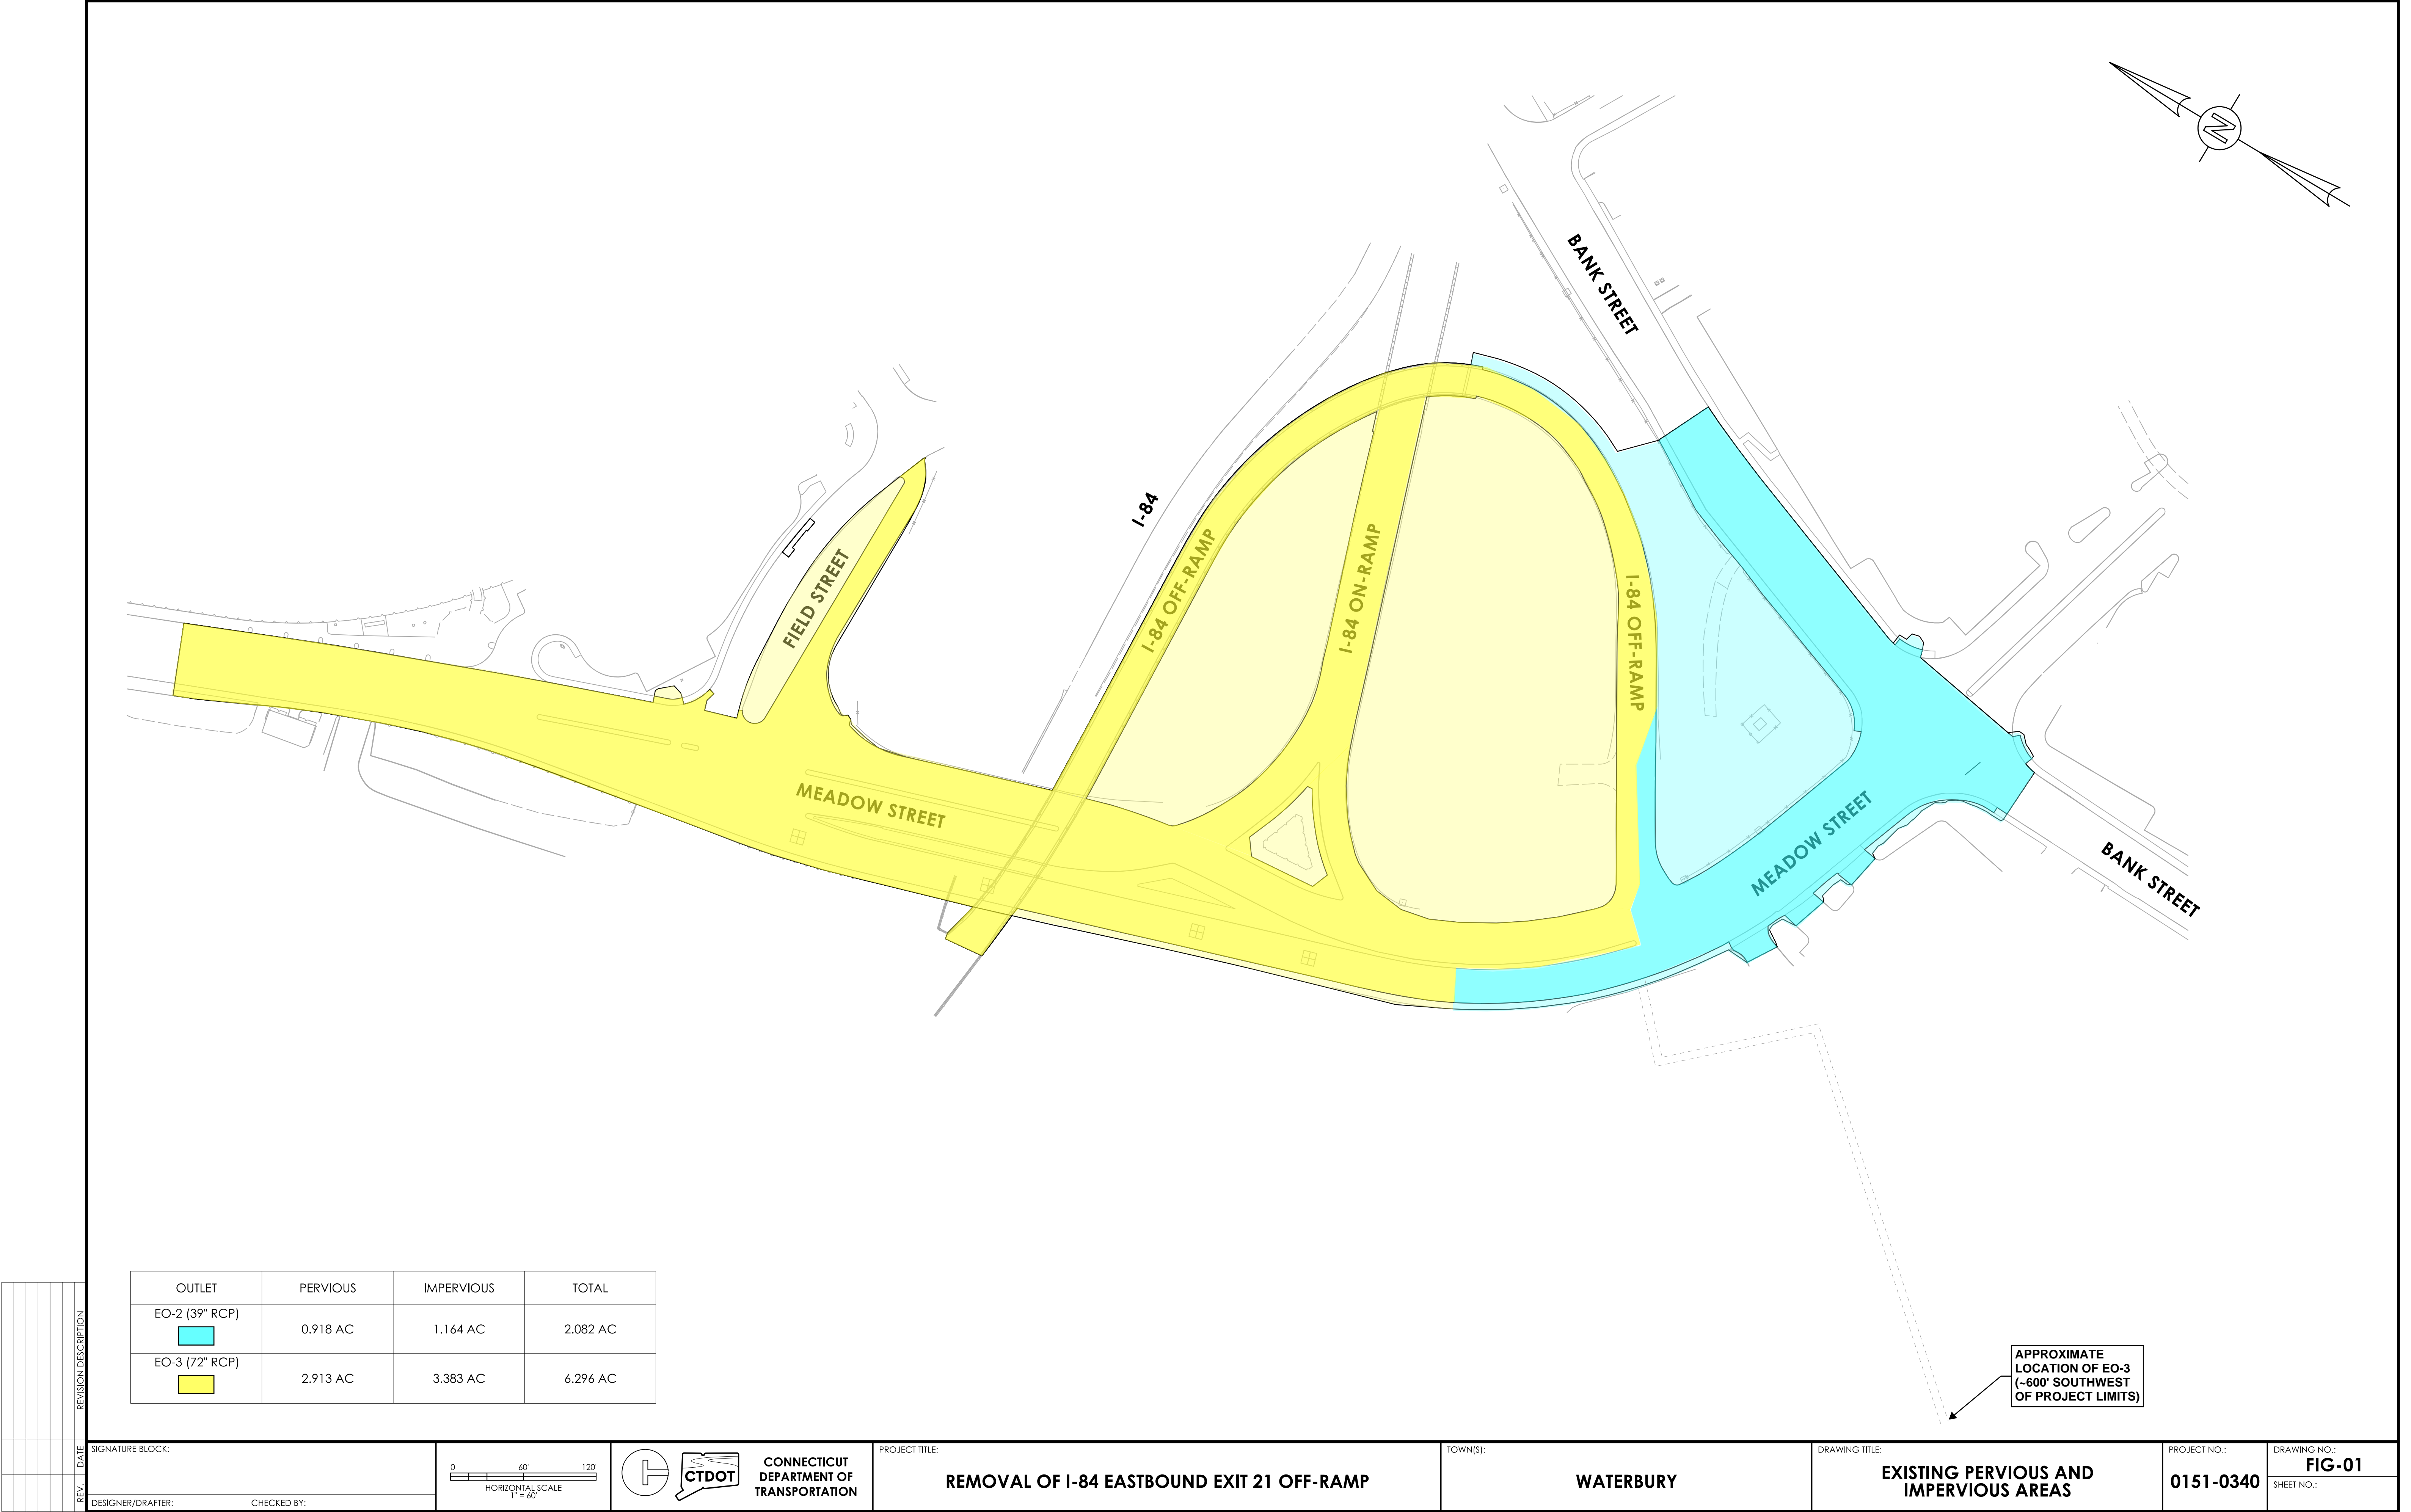 N
BANK STREET
I-84
FIELD STREET
I-84 OFF-RAMP
I-84 ON-RAMP
I-84 OFF-RAMP
MEADOW STREET
MEADOW STREET
BANK STREET
OUTLET PERVIOUS IMPERVIOUS TOTAL
EO-2 (39" RCP) 0.918 AC 1.164 AC 2.082 AC
EO-3 (72" RCP) 2.913 AC 3.383 AC 6.296 AC
APPROXIMATE
LOCATION OF EO-3
(~600' SOUTHWEST
OF PROJECT LIMITS)
REV. DATE REVISION DESCRIPTION
SIGNATURE BLOCK:
DESIGNER/DRAFTER: CHECKED BY:
0 60' 120'
HORIZONTAL SCALE
1" = 60'
CTDOT
CONNECTICUT
DEPARTMENT OF
TRANSPORTATION
PROJECT TITLE:
REMOVAL OF I-84 EASTBOUND EXIT 21 OFF-RAMP
TOWN(S):
WATERBURY
DRAWING TITLE:
EXISTING PERVIOUS AND
IMPERVIOUS AREAS
PROJECT NO.:
0151-0340
DRAWING NO.:
FIG-01
SHEET NO.: